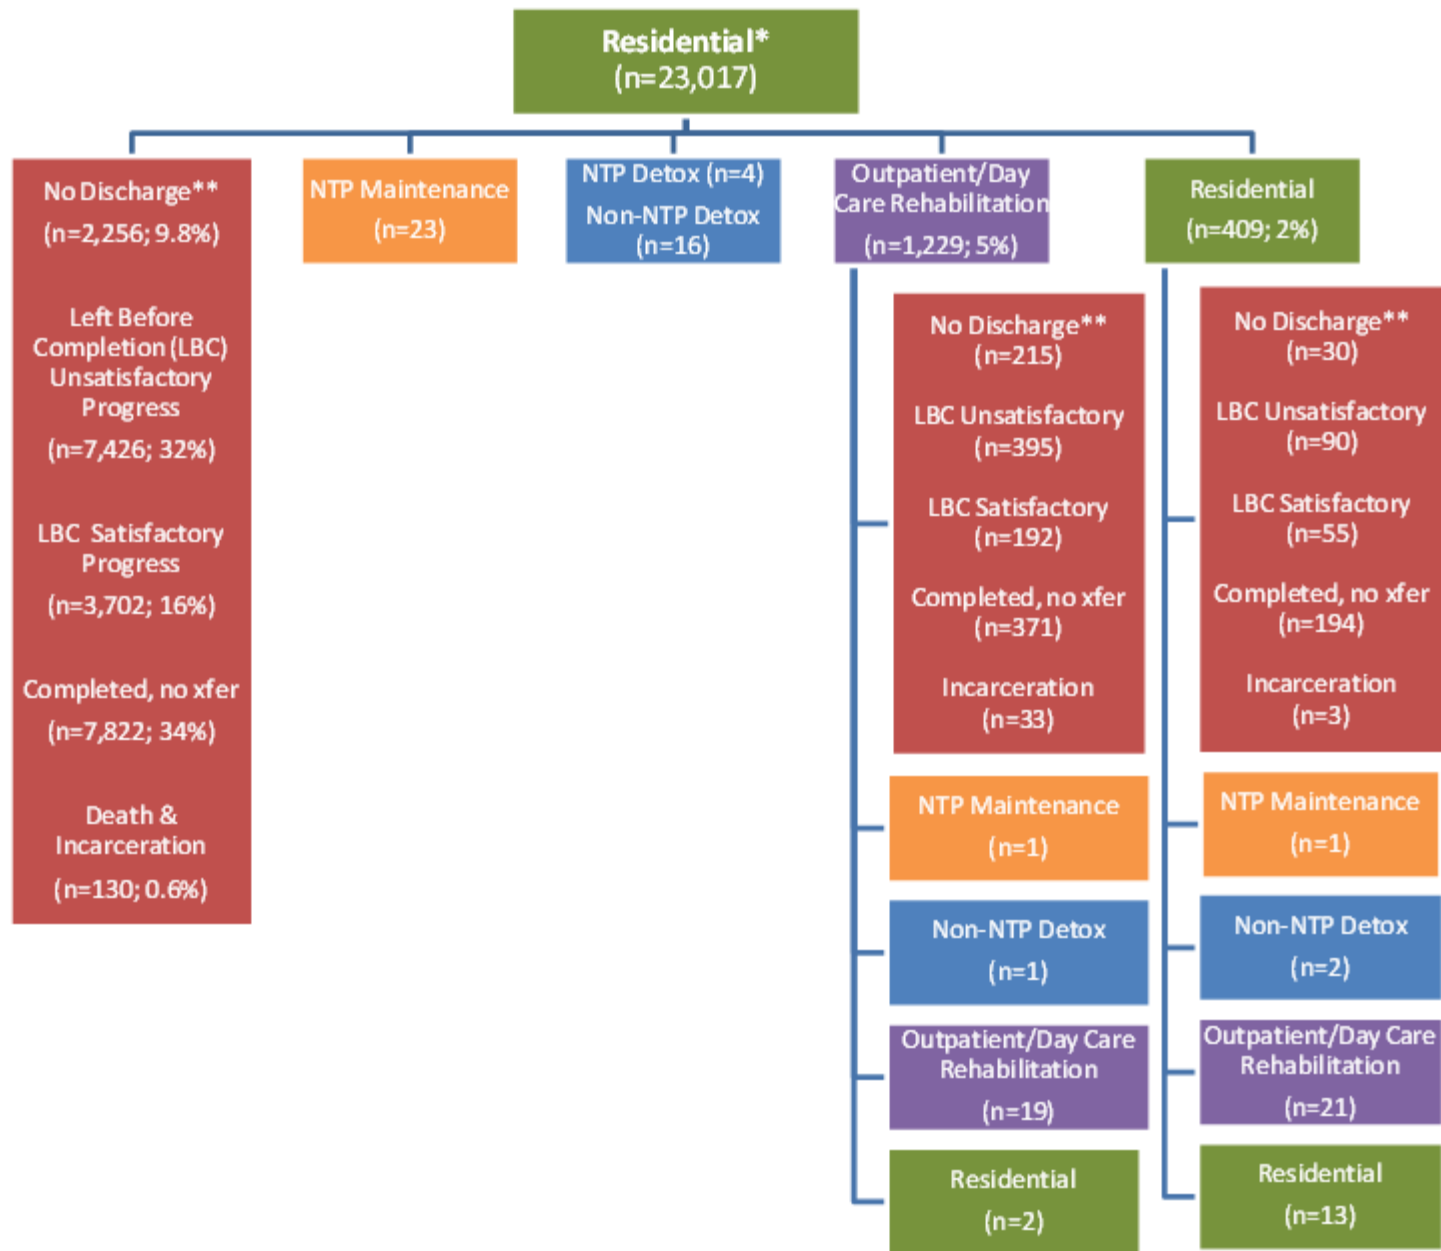 Residential*
(n=23,017)
No Discharge**
(n=2,256; 9.8%)
Left Before
Completion (LBC)
Unsatisfactory
Progress
(n=7,426; 32%)
LBC Satisfactory
Progress
(n=3,702; 16%)
Completed, no xfer
(n=7,822; 34%)
Death &
Incarceration
(n=130; 0.6%)
NTP Maintenance
(n=23)
NTP Detox (n=4)
Non-NTP Detox
(n=16)
Outpatient/Day
Care Rehabilitation
(n=1,229; 5%)
No Discharge**
(n=215)
LBC Unsatisfactory
(n=395)
LBC Satisfactory
(n=192)
Completed, no xfer
(n=371)
Incarceration
(n=33)
NTP Maintenance
(n=1)
Non-NTP Detox
(n=1)
Outpatient/Day Care
Rehabilitation
(n=19)
Residential
(n=2)
Residential
(n=409; 2%)
No Discharge**
(n=30)
LBC Unsatisfactory
(n=90)
LBC Satisfactory
(n=55)
Completed, no xfer
(n=194)
Incarceration
(n=3)
NTP Maintenance
(n=1)
Non-NTP Detox
(n=2)
Outpatient/Day Care
Rehabilitation
(n=21)
Residential
(n=13)